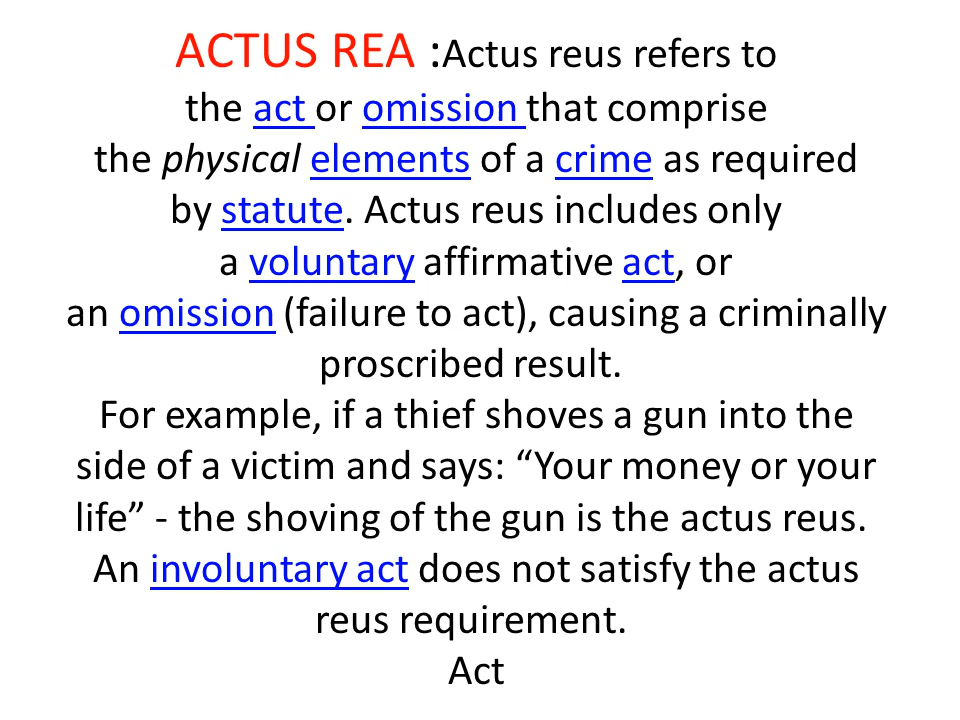 ACTUS REA :Actus reus refers to
the act or omission that comprise
the physical elements of a crime as required
by statute. Actus reus includes only
a voluntary affirmative act, or
an omission (failure to act), causing a criminally
proscribed result.
For example, if a thief shoves a gun into the
side of a victim and says: “Your money or your
life” - the shoving of the gun is the actus reus.
An involuntary act does not satisfy the actus
reus requirement.
Act